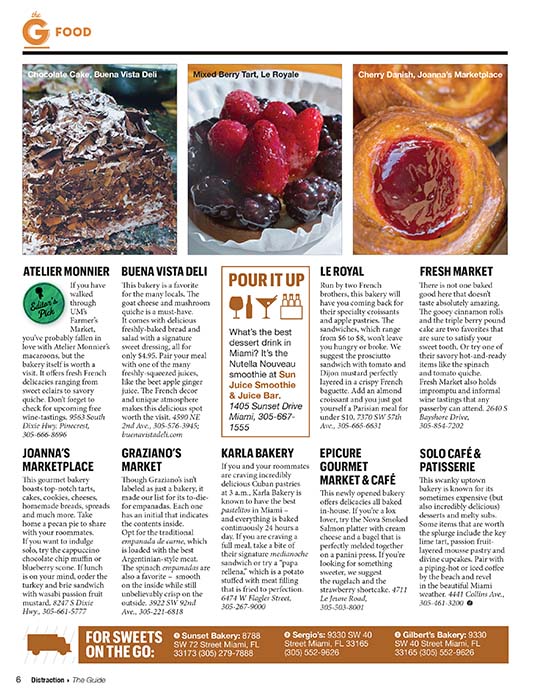 the
G FOOD
Chocolate Cake, Buena Vista Deli
Mixed Berry Tart, Le Royale
Cherry Danish, Joanna's Marketplace
ATELIER MONNIER
Editor's
Pick
If you have
walked
through
UM's
Farmer's
Market,
you've probably fallen in
love with Atelier Monnier's
macaroons, but the
bakery itself is worth a
visit. It offers fresh French
delicacies ranging from
sweet eclairs to savory
quiche. Don't forget to
check for upcoming free
wine-tastings. 9563 South
Dixie Hwy. Pinecrest,
305-666-8696
BUENA VISTA DELI
This bakery is a favorite
for the many locals. The
goat cheese and mushroom
quiche is a must-have.
It comes with delicious
freshly-baked bread and
salad with a signature
sweet dressing, all for
only $4.95. Pair your meal
with one of the many
freshly-squeezed juices,
like the beet apple ginger
juice. The French decor
and unique atmosphere
makes this delicious spot
worth the visit. 4590 NE
2nd Ave., 305-576-3945;
buenavistadeli.com
POUR IT UP
What's the best
dessert drink in
Miami? It's the
Nutella Nouveau
smoothie at Sun
Juice Smoothie
& Juice Bar.
1405 Sunset Drive
Miami, 305-667-
1555
LE ROYAL
Run by two French
brothers, this bakery will
have you coming back for
their specialty croissants
and apple pastries. The
sandwiches, which range
from $6 to $8, won't leave
you hungry or broke. We
suggest the prosciutto
sandwich with tomato and
Dijon mustard perfectly
layered in a crispy French
baguette. Add an almond
croissant and you just got
yourself a Parisian meal for
under $10. 7370 SW 57th
Ave., 305-665-6631
FRESH MARKET
There is not one baked
good here that doesn't
taste absolutely amazing.
The gooey cinnamon rolls
and the triple berry pound
cake are two favorites that
are sure to satisfy your
sweet tooth. Or try one of
their savory hot-and-ready
items like the spinach
and tomato quiche.
Fresh Market also holds
impromptu and informal
wine tastings that any
passerby can attend. 2640 S
Bayshore Drive,
305-854-7202
JOANNA'S
MARKETPLACE
This gourmet bakery
boasts top-notch tarts,
cakes, cookies, cheeses,
homemade breads, spreads
and much more. Take
home a pecan pie to share
with your roommates.
If you want to indulge
solo, try the cappuccino
chocolate chip muffin or
blueberry scone. If lunch
is on your mind, order the
turkey and brie sandwich
with wasabi passion fruit
mustard. 8247 S Dixie
Hwy., 305-661-5777
GRAZIANO'S
MARKET
Though Graziano's isn't
labeled as just a bakery, it
made our list for its to-die-
for empanadas. Each one
has an initial that indicates
the contents inside.
Opt for the traditional
empanada de carne, which
is loaded with the best
Argentinian-style meat.
The spinach empanadas are
also a favorite – smooth
on the inside while still
unbelievably crisp on the
outside. 3922 SW 92nd
Ave., 305-221-6818
KARLA BAKERY
If you and your roommates
are craving incredibly
delicious Cuban pastries
at 3 a.m., Karla Bakery is
known to have the best
pastelitos in Miami –
and everything is baked
continuously 24 hours a
day. If you are craving a
full meal, take a bite of
their signature medianoche
sandwich or try a "papa
rellena," which is a potato
stuffed with meat filling
that is fried to perfection.
6474 W Flagler Street,
305-267-9000
EPICURE
GOURMET
MARKET & CAFÉ
This newly opened bakery
offers delicacies all baked
in-house. If you're a lox
lover, try the Nova Smoked
Salmon platter with cream
cheese and a bagel that is
perfectly melded together
on a panini press. If you're
looking for something
sweeter, we suggest
the rugelach and the
strawberry shortcake. 4711
Le Jeune Road,
305-503-8001
SOLO CAFÉ &
PATISSERIE
This swanky uptown
bakery is known for its
sometimes expensive (but
also incredibly delicious)
desserts and melty subs.
Some items that are worth
the splurge include the key
lime tart, passion fruit-
layered mousse pastry and
divine cupcakes. Pair with
a piping-hot or iced coffee
by the beach and revel
in the beautiful Miami
weather. 4441 Collins Ave.,
305-461-3200
FOR SWEETS
ON THE GO:
1 Sunset Bakery: 8788
SW 72 Street Miami, FL
33173 (305) 279-7888
2 Sergio's: 9330 SW 40
Street Miami, FL 33165
(305) 552-9626
3 Gilbert's Bakery: 9330
SW 40 Street Miami, FL
33165 (305) 552-9626
6 Distraction • The Guide